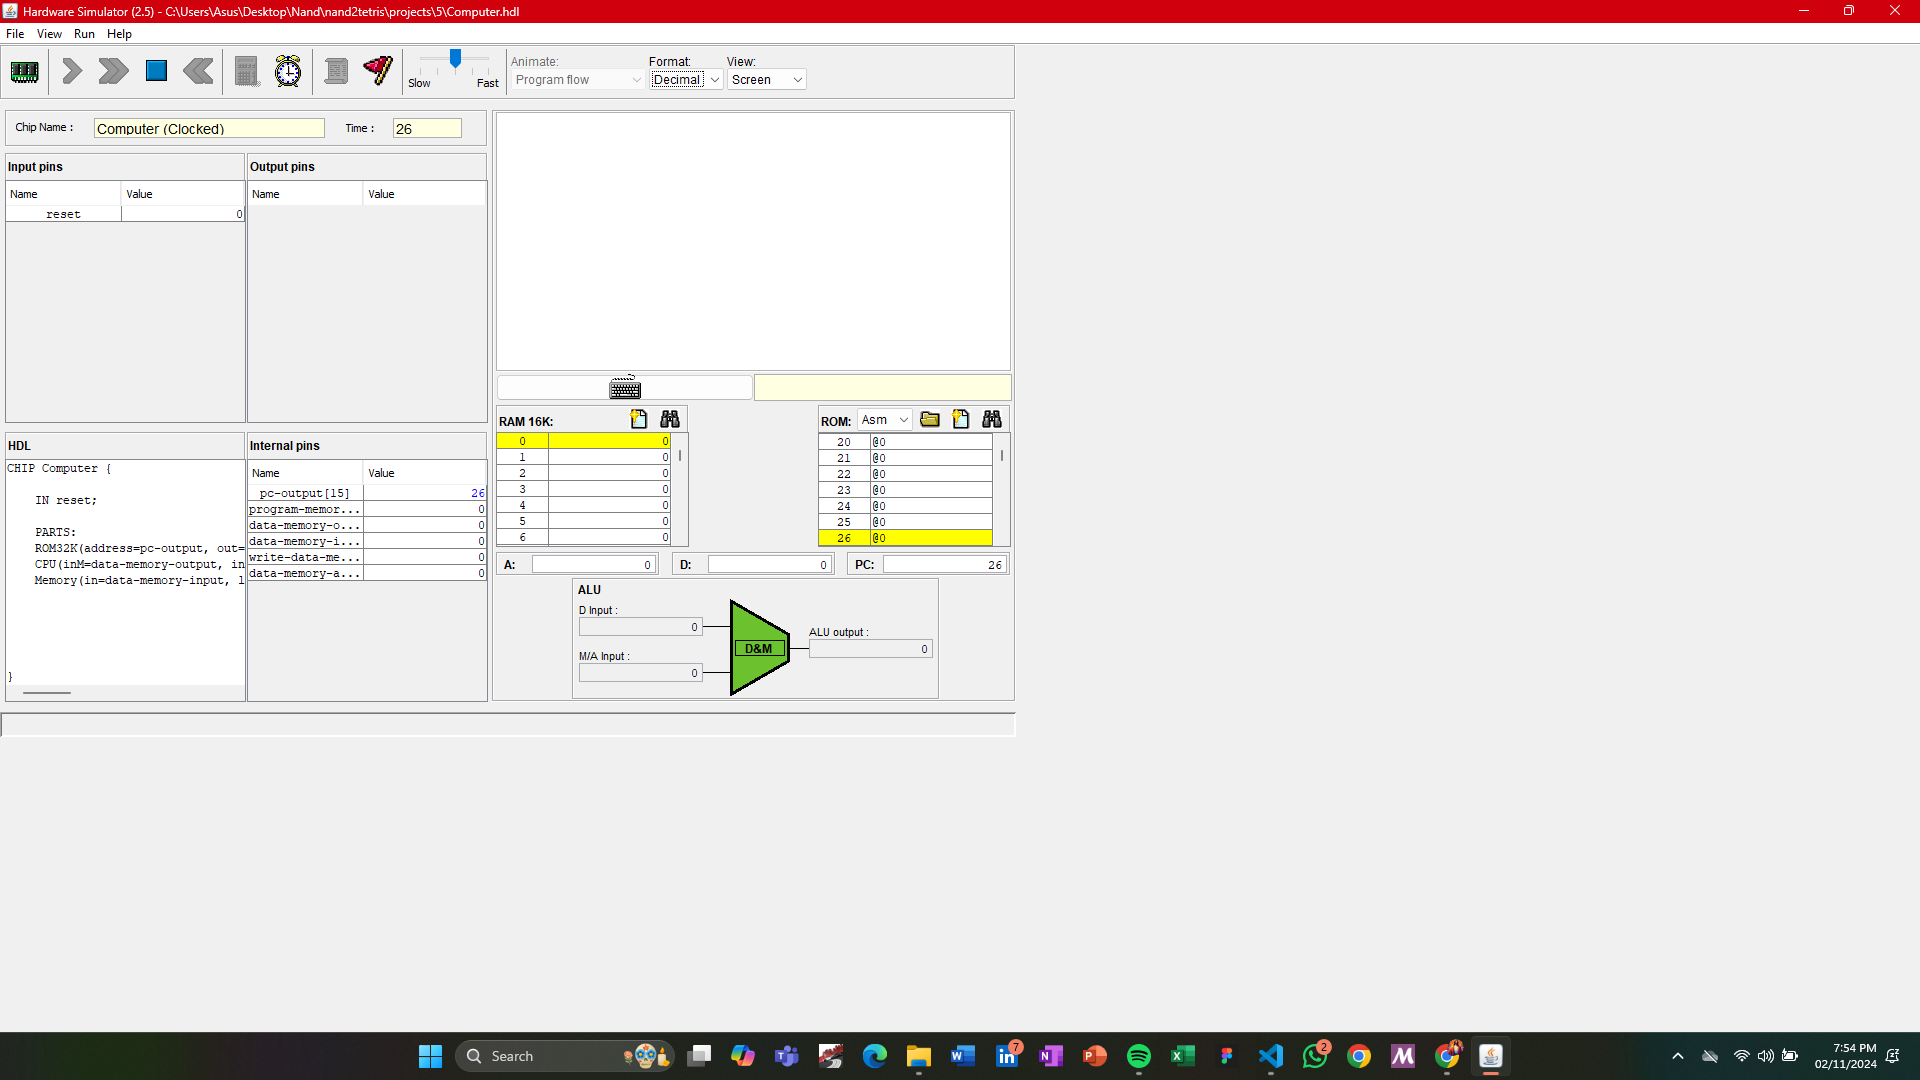 Hardware Simulator (2.5) - C:\Users\Asus\Desktop\Nand\nand2tetris\projects\5\Computer.hdl
File View Run Help
Slow Fast
Animate:
Program flow
Format:
Decimal
View:
Screen
Chip Name :
Computer (Clocked)
Time :
26
Input pins
Name Value
reset 0
Output pins
Name Value
HDL
CHIP Computer {
IN reset;
PARTS:
ROM32K(address=pc-output, out=
CPU(inM=data-memory-output, in
Memory(in=data-memory-input, l
}
Internal pins
Name Value
pc-output[15] 26
program-memor... 0
data-memory-o... 0
data-memory-i... 0
write-data-me... 0
data-memory-a... 0
RAM 16K:
0 0
1 0
2 0
3 0
4 0
5 0
6 0
ROM:
Asm
20 @0
21 @0
22 @0
23 @0
24 @0
25 @0
26 @0
A: 0
D: 0
PC: 26
ALU
D Input :
0
M/A Input :
0
D&M
ALU output :
0
Search
7
2
7:54 PM
02/11/2024